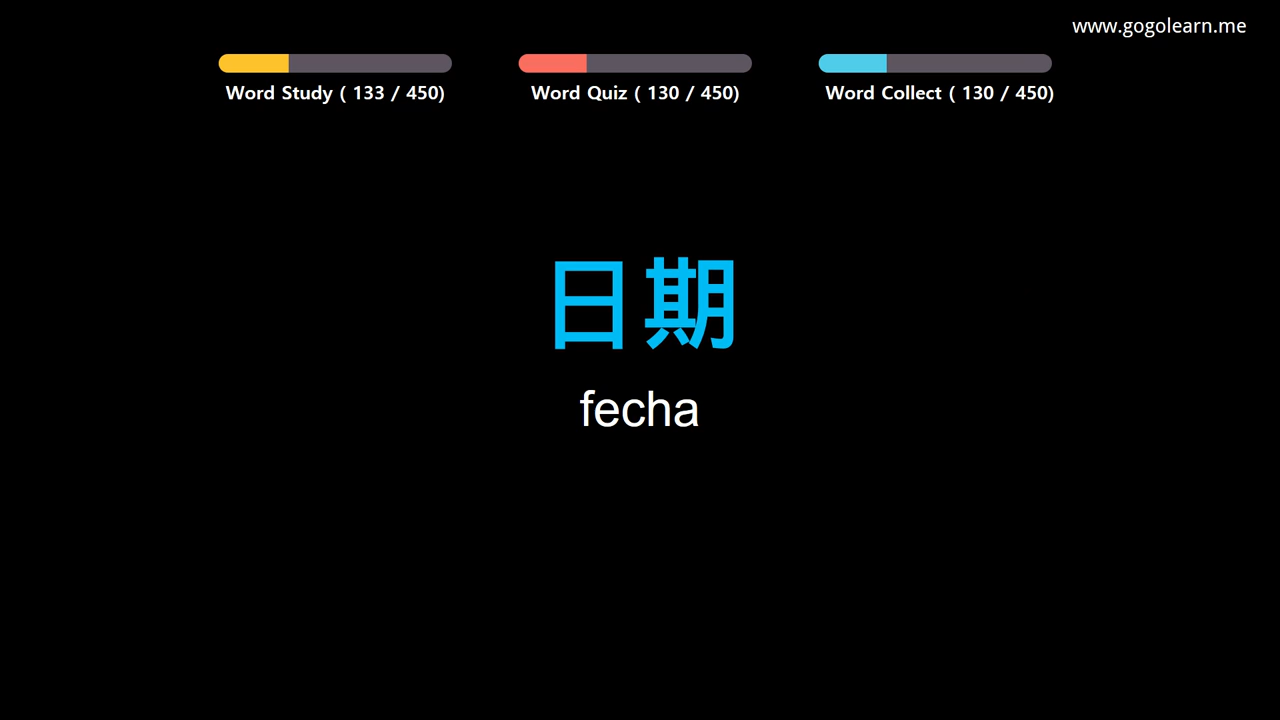 www.gogolearn.me
Word Study ( 133 / 450)
Word Quiz ( 130 / 450)
Word Collect ( 130 / 450)
日期
fecha